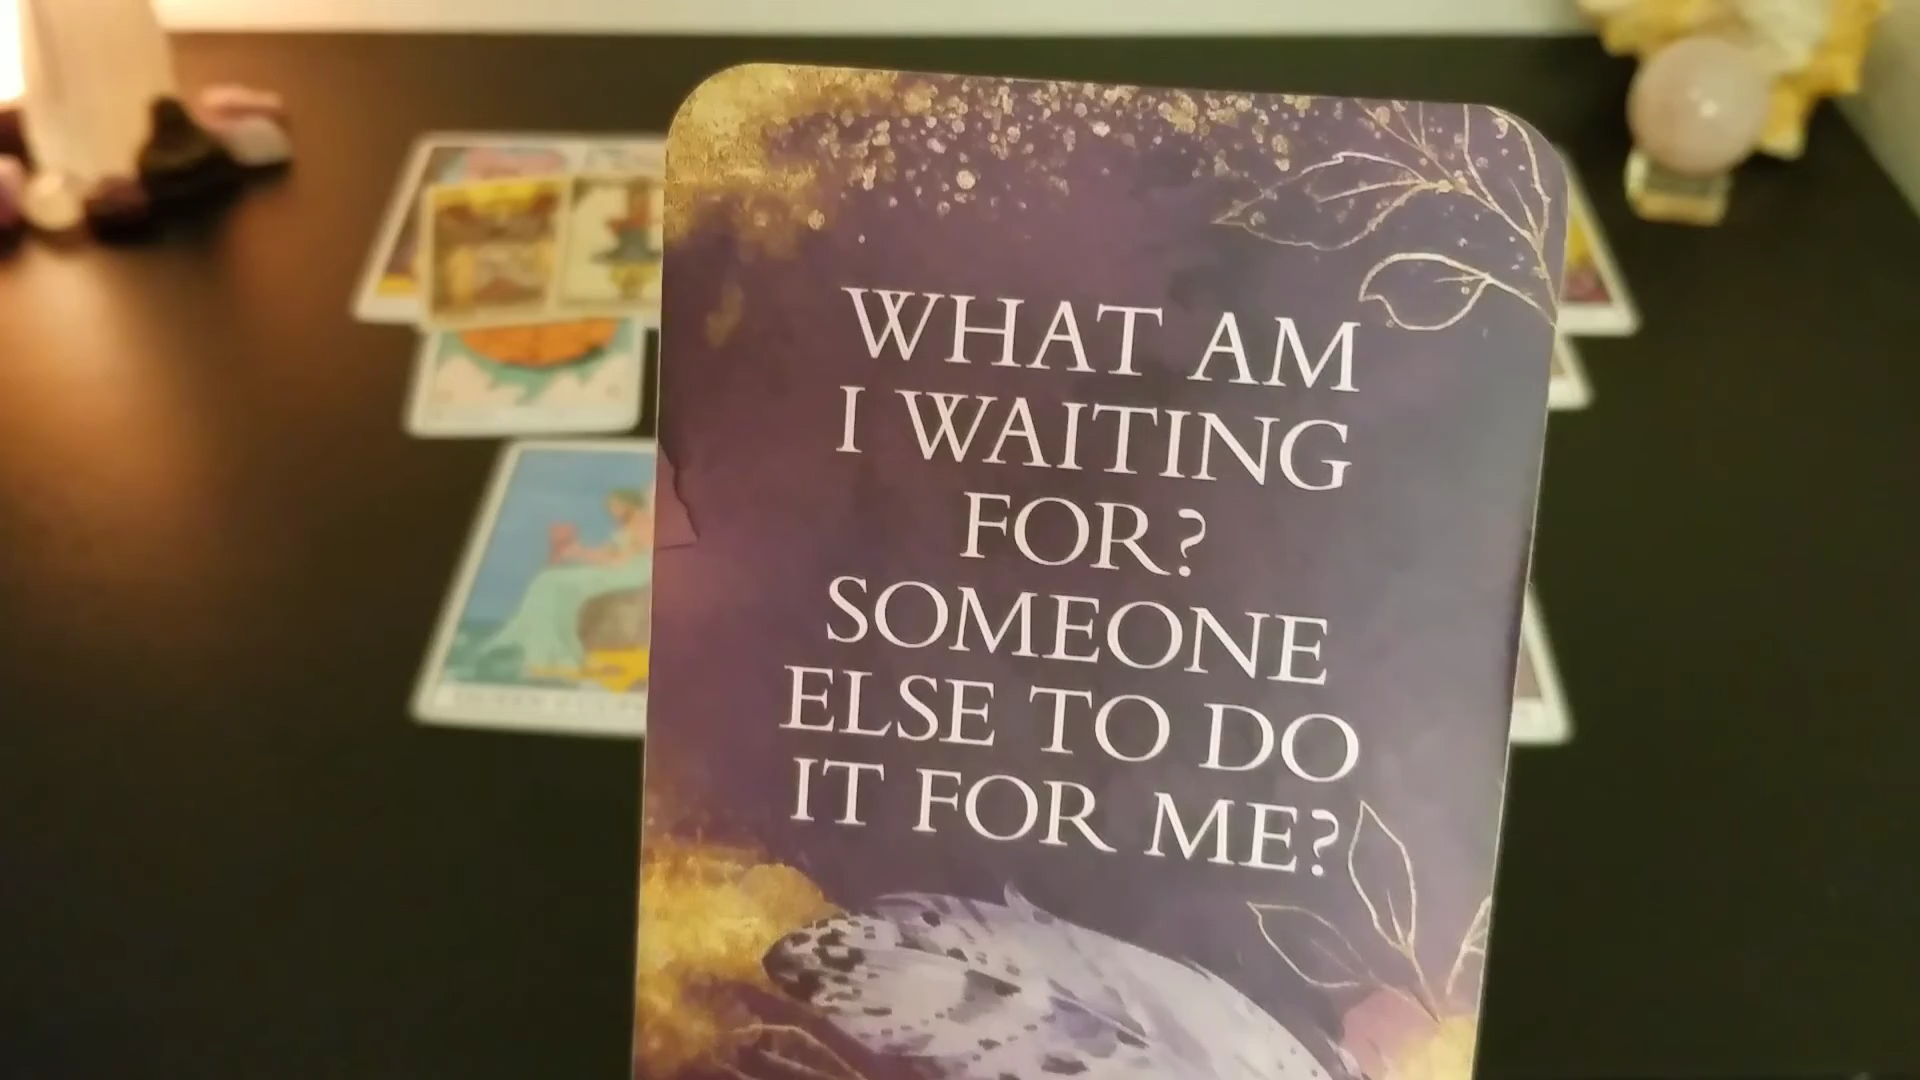 WHAT AM
I WAITING
FOR?
SOMEONE
ELSE TO DO
IT FOR ME?